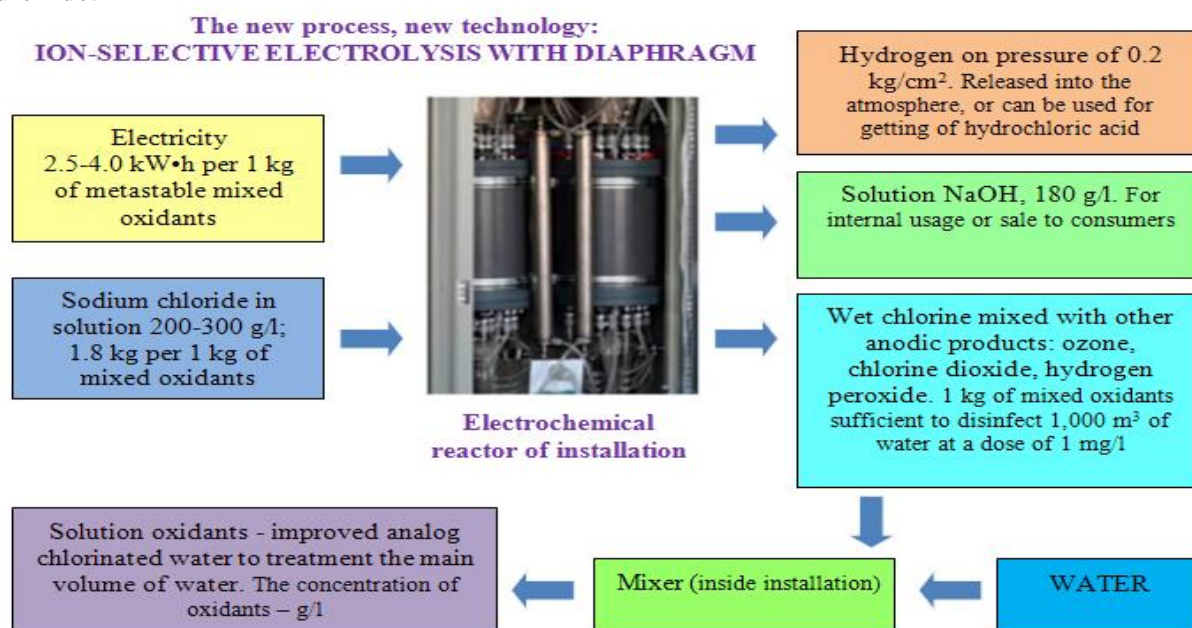 The new process, new technology:
ION-SELECTIVE ELECTROLYSIS WITH DIAPHRAGM
Electricity
2.5-4.0 kW•h per 1 kg
of metastable mixed
oxidants
Sodium chloride in
solution 200-300 g/l;
1.8 kg per 1 kg of
mixed oxidants
Electrochemical
reactor of installation
Hydrogen on pressure of 0.2
kg/cm². Released into the
atmosphere, or can be used for
getting of hydrochloric acid
Solution NaOH, 180 g/l. For
internal usage or sale to consumers
Wet chlorine mixed with other
anodic products: ozone,
chlorine dioxide, hydrogen
peroxide. 1 kg of mixed oxidants
sufficient to disinfect 1,000 m³ of
water at a dose of 1 mg/l
WATER
Mixer (inside installation)
Solution oxidants - improved analog
chlorinated water to treatment the main
volume of water. The concentration of
oxidants – g/l